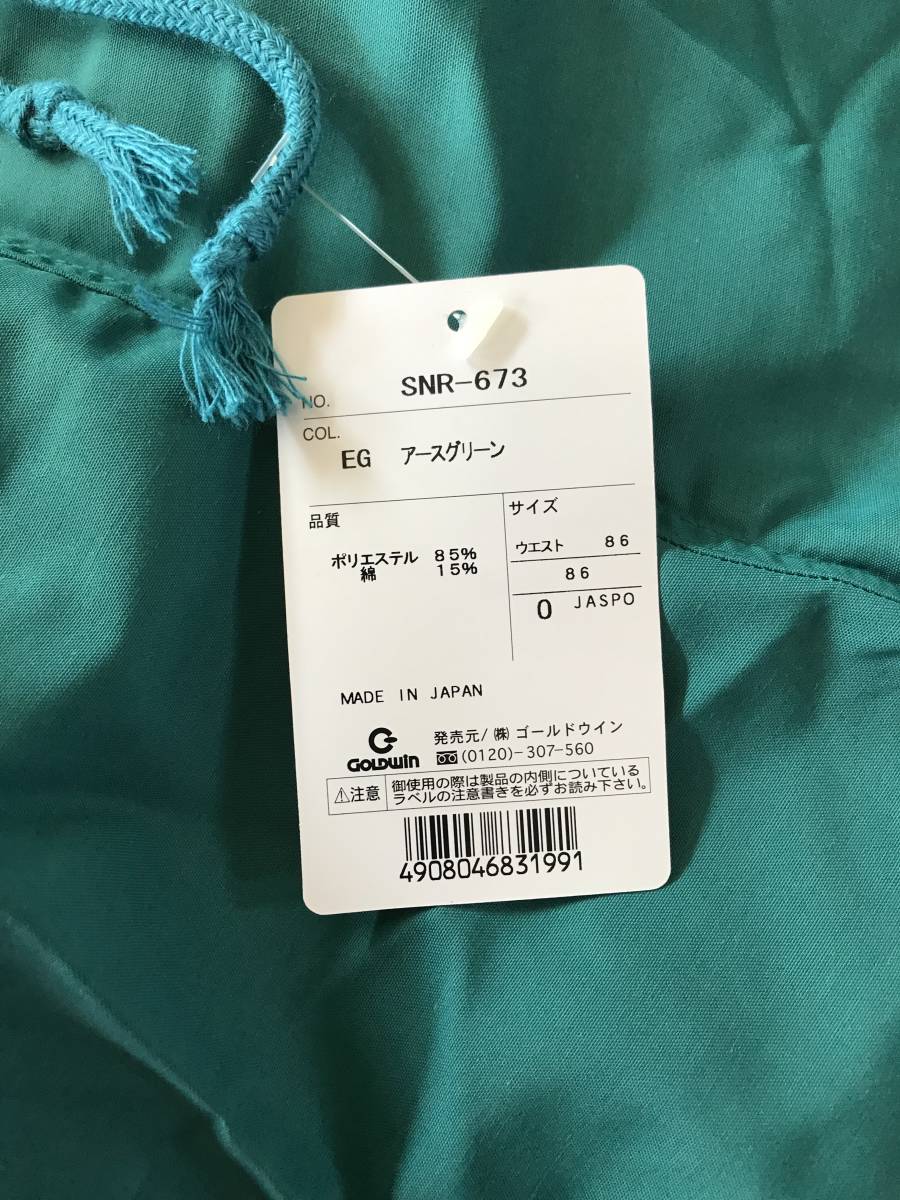 NO. SNR-673
COL.
EG アースグリーン
品質
ポリエステル 85%
綿 15%
サイズ
ウエスト 86
86
O JASPO
MADE IN JAPAN
GOLDWIN
発売元/㈱ゴールドウイン
(0120)-307-560
⚠注意
御使用の際は製品の内側についている
ラベルの注意書きを必ずお読み下さい。
4908046831991